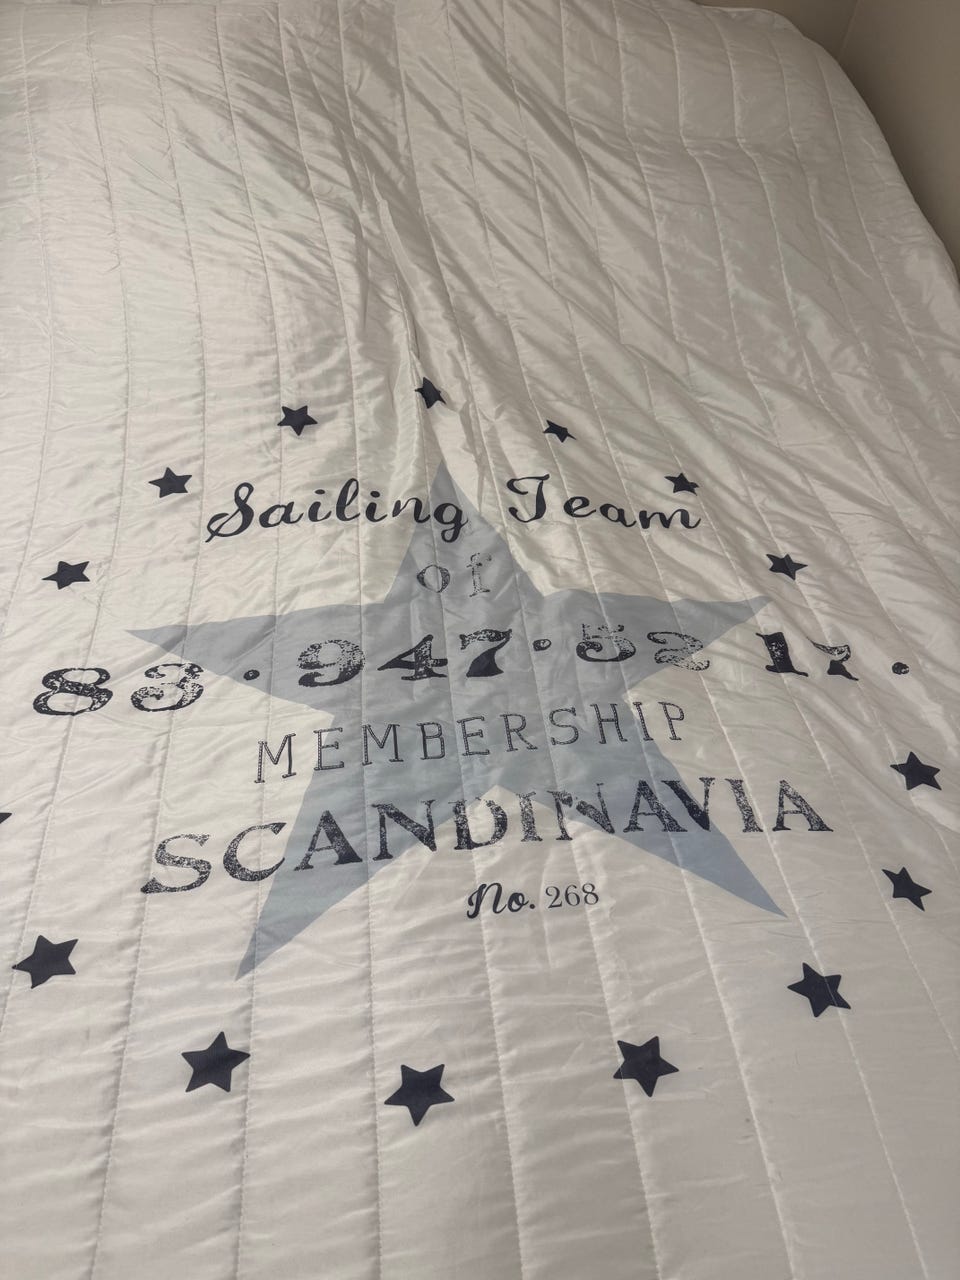 Sailing Team
of
83·947·52 17.
MEMBERSHIP
SCANDINAVIA
No. 268